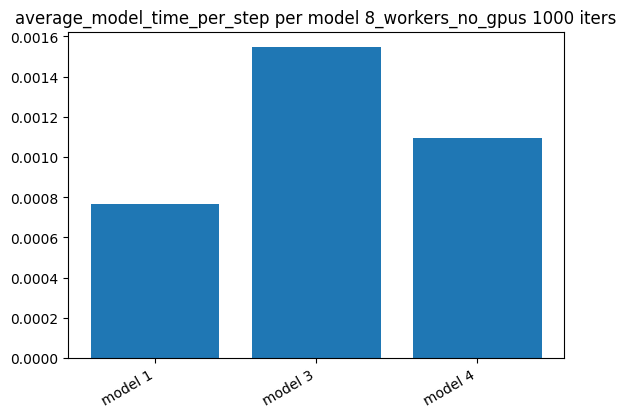 average_model_time_per_step per model 8_workers_no_gpus 1000 iters
0.0016
0.0014
0.0012
0.0010
0.0008
0.0006
0.0004
0.0002
0.0000
model 1
model 3
model 4